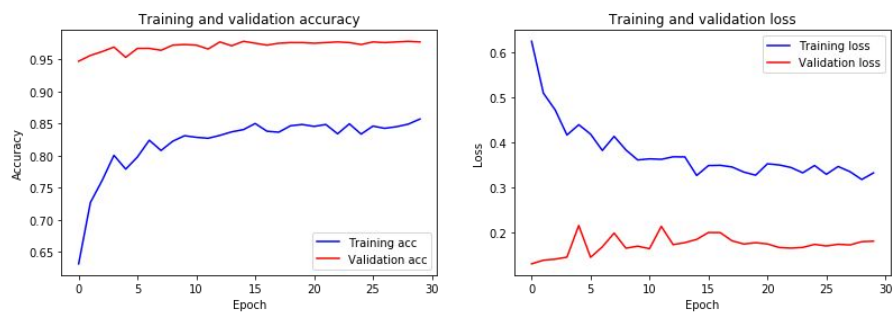 Training and validation accuracy
0.95
0.90
0.85
0.80
0.75
0.70
0.65
Accuracy
Training acc
Validation acc
0 5 10 15 20 25 30
Epoch
Training and validation loss
0.6
0.5
0.4
0.3
0.2
Loss
Training loss
Validation loss
0 5 10 15 20 25 30
Epoch